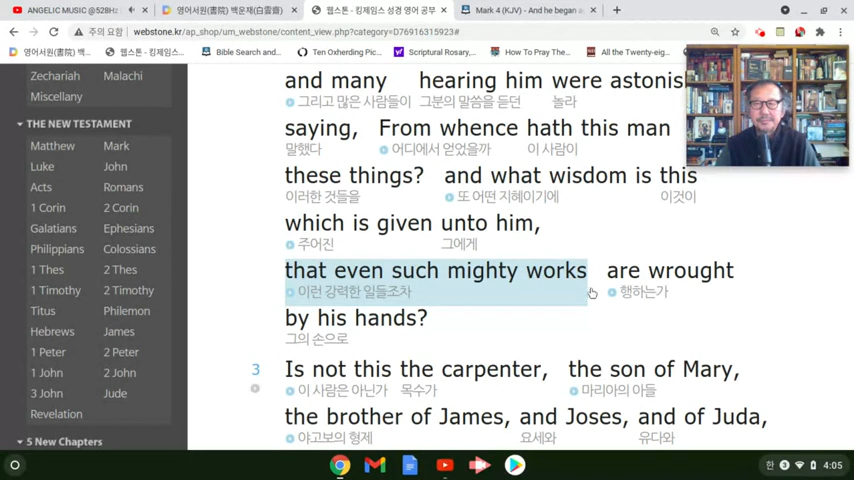 ANGELIC MUSIC @528Hz
영어서원(書院) 백운재(白雲齋)
웹스톤 - 킹제임스 성경 영어 공부
Mark 4 (KJV) - And he began a
주의 요함
webstone.kr/ap_shop/um_webstone/content_view.php?category=D76916315923#
영어서원(書院) 백운...
웹스톤 - 킹제임스...
Bible Search and...
Ten Oxherding Pic...
Scriptural Rosary,...
How To Pray The...
All the Twenty-eig...
Zechariah Malachi
Miscellany
THE NEW TESTAMENT
Matthew Mark
Luke John
Acts Romans
1 Corin 2 Corin
Galatians Ephesians
Philippians Colossians
1 Thes 2 Thes
1 Timothy 2 Timothy
Titus Philemon
Hebrews James
1 Peter 2 Peter
1 John 2 John
3 John Jude
Revelation
5 New Chapters
and many hearing him were astonis
그리고 많은 사람들이 그분의 말씀을 듣던 놀라
saying, From whence hath this man
말했다 어디에서 얻었을까 이 사람이
these things? and what wisdom is this
이러한 것들을 또 어떤 지혜이기에 이것이
which is given unto him,
주어진 그에게
that even such mighty works are wrought
이런 강력한 일들조차 행하는가
by his hands?
그의 손으로
3 Is not this the carpenter, the son of Mary,
이 사람은 아닌가 목수가 마리아의 아들
the brother of James, and Joses, and of Juda,
야고보의 형제 요세와 유다와
한 3 4:05